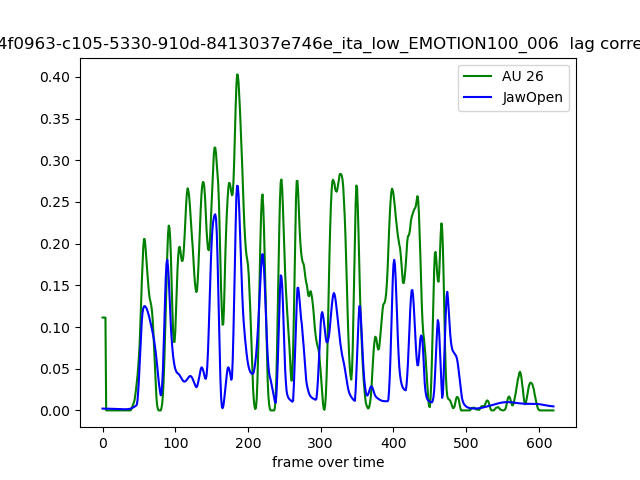 4f0963-c105-5330-910d-8413037e746e_ita_low_EMOTION100_006 lag corre
AU 26
JawOpen
0.40
0.35
0.30
0.25
0.20
0.15
0.10
0.05
0.00
0 100 200 300 400 500 600
frame over time